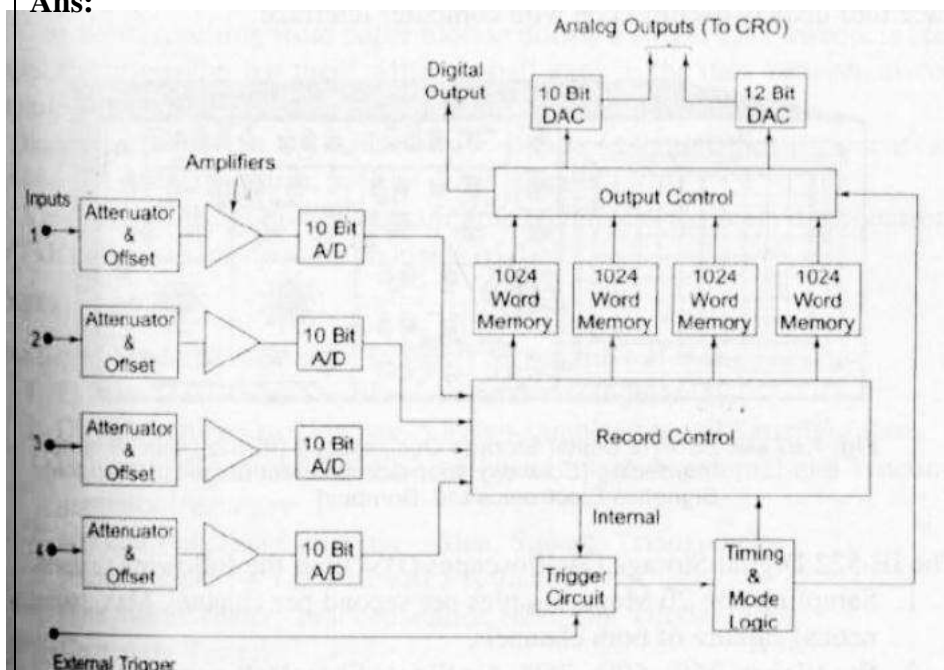 Ans:
Analog Outputs (To CRO)
Digital
Output
10 Bit
DAC
12 Bit
DAC
Amplifiers
Inputs
Output Control
1
Attenuator
&
Offset
10 Bit
A/D
1024
Word
Memory
1024
Word
Memory
1024
Word
Memory
1024
Word
Memory
2
Attenuator
&
Offset
10 Bit
A/D
3
Attenuator
&
Offset
10 Bit
A/D
Record Control
4
Attenuator
&
Offset
10 Bit
A/D
Internal
Trigger
Circuit
Timing
&
Mode
Logic
External Trigger